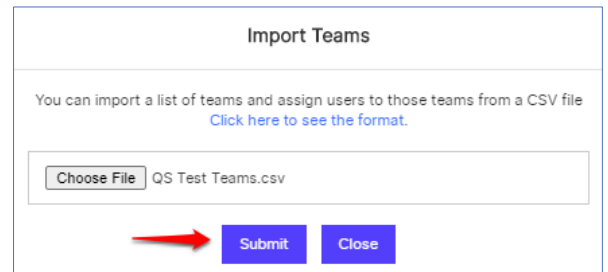 Import Teams
You can import a list of teams and assign users to those teams from a CSV file
Click here to see the format.
Choose File QS Test Teams.csv
Submit Close